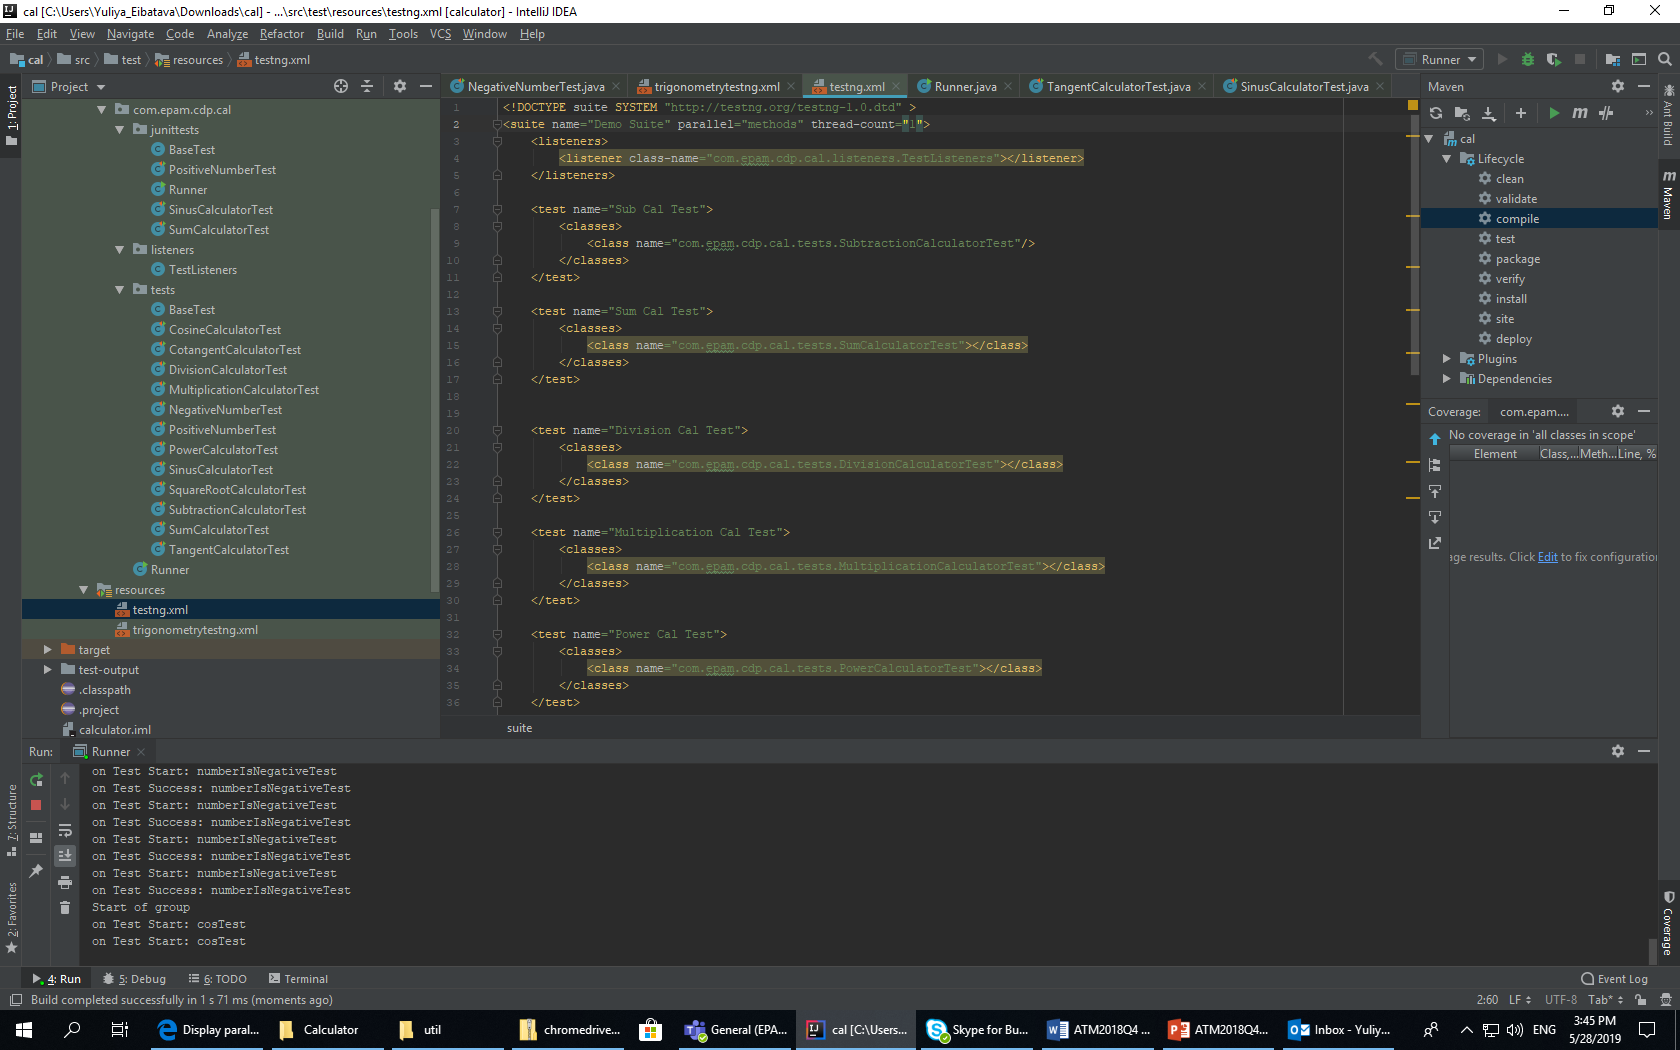 cal [C:\Users\Yuliya_Eibatava\Downloads\cal] - ...\src\test\resources\testng.xml [calculator] - IntelliJ IDEA
File Edit View Navigate Code Analyze Refactor Build Run Tools VCS Window Help
cal src test resources testng.xml
Runner
Project
NegativeNumberTest.java trigonometrytestng.xml testng.xml Runner.java TangentCalculatorTest.java SinusCalculatorTest.java
1: Project
com.epam.cdp.cal
junittests
BaseTest
PositiveNumberTest
Runner
SinusCalculatorTest
SumCalculatorTest
listeners
TestListeners
tests
BaseTest
CosineCalculatorTest
CotangentCalculatorTest
DivisionCalculatorTest
MultiplicationCalculatorTest
NegativeNumberTest
PositiveNumberTest
PowerCalculatorTest
SinusCalculatorTest
SquareRootCalculatorTest
SubtractionCalculatorTest
SumCalculatorTest
TangentCalculatorTest
Runner
resources
testng.xml
trigonometrytestng.xml
target
test-output
.classpath
.project
calculator.iml
1 <!DOCTYPE suite SYSTEM "http://testng.org/testng-1.0.dtd" >
2 <suite name="Demo Suite" parallel="methods" thread-count="1">
3 <listeners>
4 <listener class-name="com.epam.cdp.cal.listeners.TestListeners"></listener>
5 </listeners>
6
7 <test name="Sub Cal Test">
8 <classes>
9 <class name="com.epam.cdp.cal.tests.SubtractionCalculatorTest"/>
10 </classes>
11 </test>
12
13 <test name="Sum Cal Test">
14 <classes>
15 <class name="com.epam.cdp.cal.tests.SumCalculatorTest"></class>
16 </classes>
17 </test>
18
19
20 <test name="Division Cal Test">
21 <classes>
22 <class name="com.epam.cdp.cal.tests.DivisionCalculatorTest"></class>
23 </classes>
24 </test>
25
26 <test name="Multiplication Cal Test">
27 <classes>
28 <class name="com.epam.cdp.cal.tests.MultiplicationCalculatorTest"></class>
29 </classes>
30 </test>
31
32 <test name="Power Cal Test">
33 <classes>
34 <class name="com.epam.cdp.cal.tests.PowerCalculatorTest"></class>
35 </classes>
36 </test>
suite
Maven
cal
Lifecycle
clean
validate
compile
test
package
verify
install
site
deploy
Plugins
Dependencies
Coverage: com.epam....
No coverage in 'all classes in scope'
Element Class,... Meth... Line, %
age results. Click Edit to fix configuration
Ant Build
Maven
Coverage
Run: Runner
on Test Start: numberIsNegativeTest
on Test Success: numberIsNegativeTest
on Test Start: numberIsNegativeTest
on Test Success: numberIsNegativeTest
on Test Start: numberIsNegativeTest
on Test Success: numberIsNegativeTest
on Test Start: numberIsNegativeTest
on Test Success: numberIsNegativeTest
Start of group
on Test Start: cosTest
on Test Start: cosTest
7: Structure
2: Favorites
4: Run 5: Debug 6: TODO Terminal Event Log
Build completed successfully in 1 s 71 ms (moments ago) 2:60 LF UTF-8 Tab*
Display paral... Calculator util chromedrive... General (EPA... cal [C:\Users... Skype for Bu... ATM2018Q4 ... ATM2018Q4... Inbox - Yuliy... ENG 3:45 PM
5/28/2019